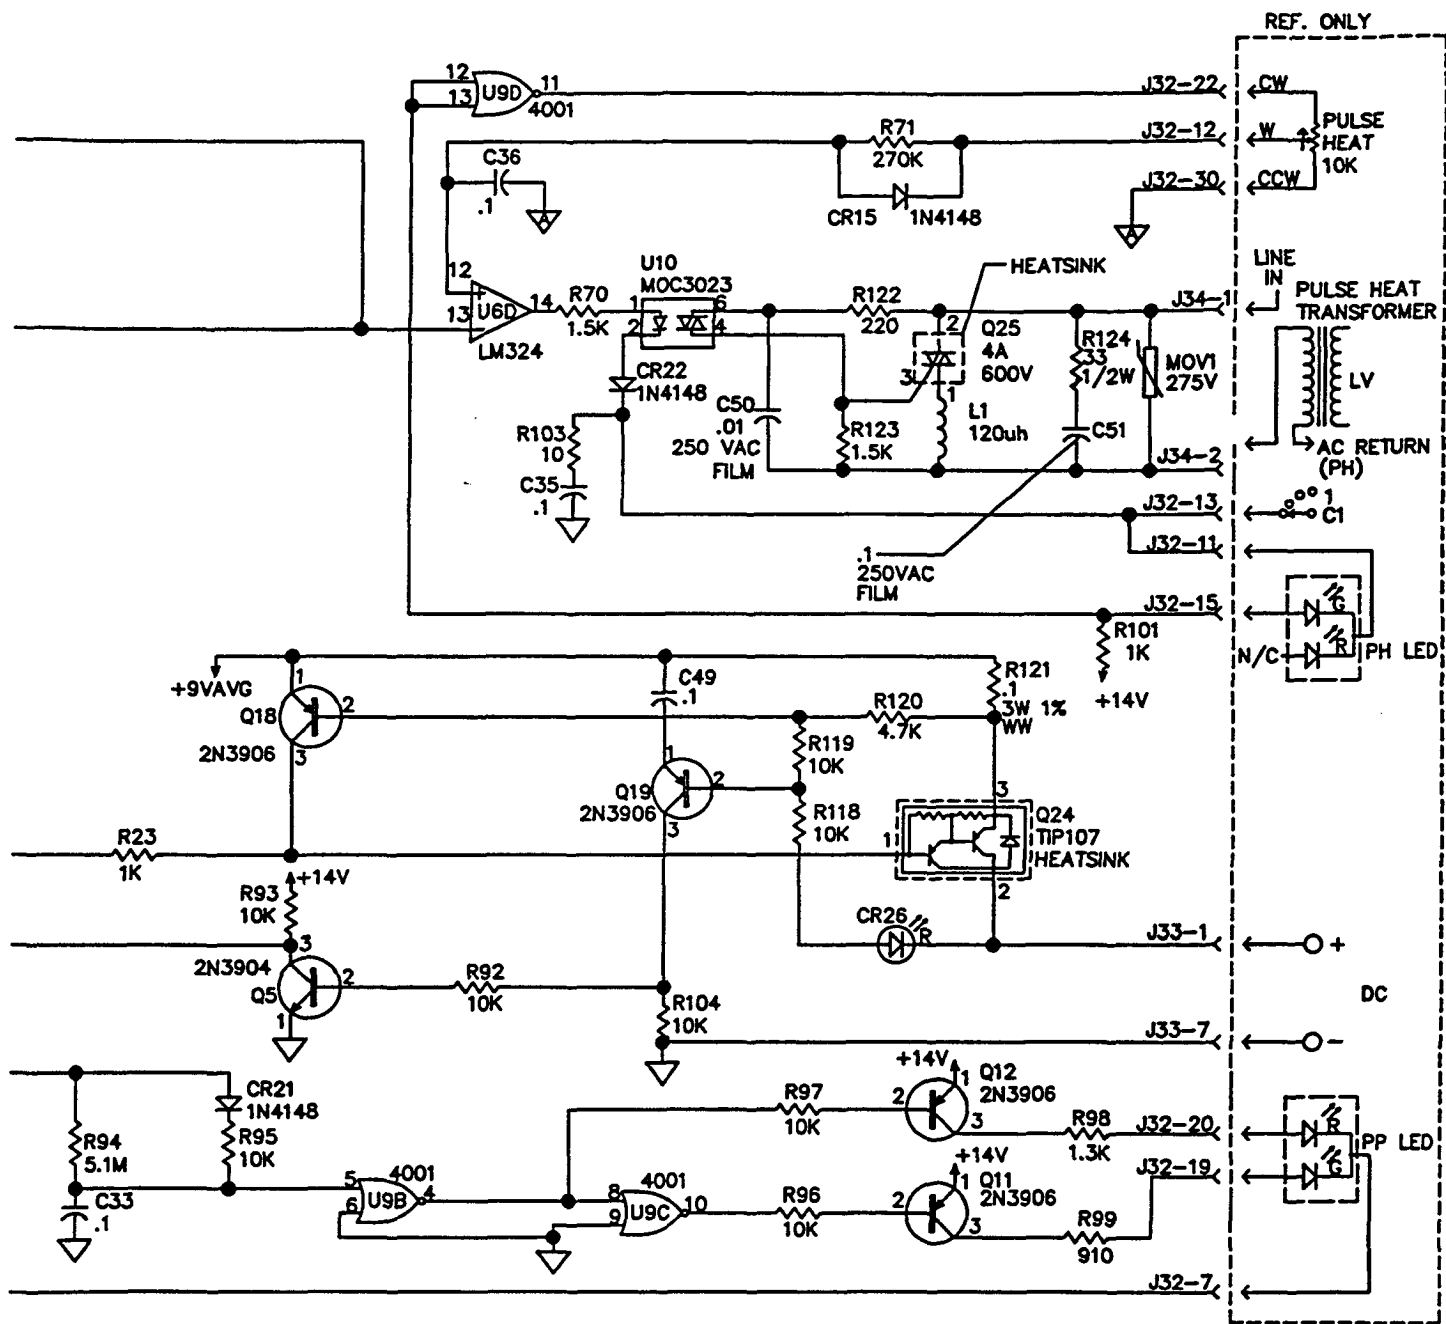 REF. ONLY
12
13
U9D
11
4001
J32-22
CW
R71
270K
J32-12
W
PULSE
HEAT
10K
C36
.1
A
CR15
1N4148
J32-30
CCW
A
12
13
+
-
U6D
14
LM324
R70
1.5K
U10
MOC3023
1
2
6
4
R122
220
HEATSINK
LINE
IN
J34-1
PULSE HEAT
TRANSFORMER
LV
2
3
1
Q25
4A
600V
R124
33
1/2W
MOV1
275V
CR22
1N4148
C50
.01
250 VAC
FILM
R123
1.5K
L1
120uh
C51
J34-2
AC RETURN
(PH)
R103
10
C35
.1
J32-13
1
C1
J32-11
.1
250VAC
FILM
J32-15
R101
1K
+14V
G
R
N/C
PH LED
+9VAVG
1
Q18
2
2N3906
3
C49
.1
R121
.1
3W 1%
WW
R120
4.7K
R119
10K
1
Q19
2
2N3906
3
R118
10K
3
1
2
Q24
TIP107
HEATSINK
R23
1K
+14V
R93
10K
3
2N3904
2
Q5
1
R92
10K
R104
10K
CR26
R
J33-1
+
DC
J33-7
-
CR21
1N4148
R94
5.1M
R95
10K
C33
.1
5
6
U9B
4
4001
8
9
U9C
10
4001
+14V
1
2
3
Q12
2N3906
R97
10K
R98
1.3K
J32-20
R
G
PP LED
J32-19
+14V
1
2
3
Q11
2N3906
R96
10K
R99
910
J32-7